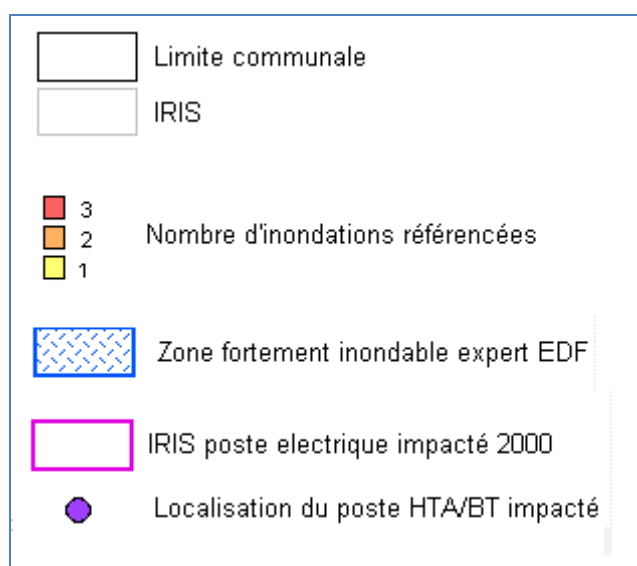 Limite communale
IRIS
3
2
1
Nombre d'inondations référencées
Zone fortement inondable expert EDF
IRIS poste electrique impacté 2000
Localisation du poste HTA/BT impacté